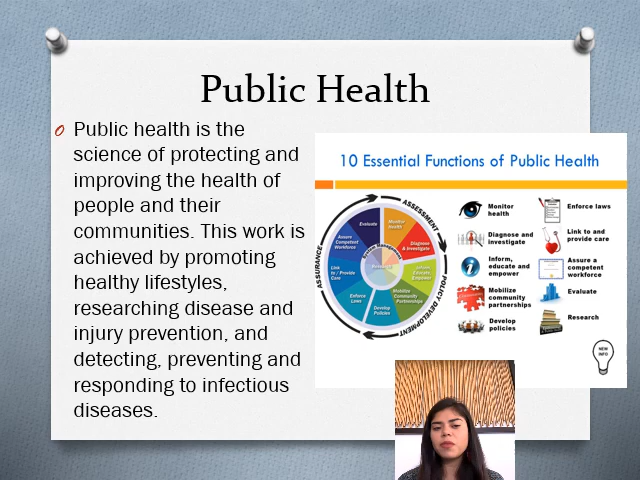 Public Health
Public health is the
science of protecting and
improving the health of
people and their
communities. This work is
achieved by promoting
healthy lifestyles,
researching disease and
injury prevention, and
detecting, preventing and
responding to infectious
diseases.
10 Essential Functions of Public Health
ASSESSMENT
POLICY DEVELOPMENT
ASSURANCE
Evaluate
Monitor
Health
Diagnose
& Investigate
Inform,
Educate,
Empower
Mobilize
Community
Partnerships
Develop
Policies
Enforce
Laws
Link
to / Provide
Care
Assure
Competent
Workforce
Monitor
health
Diagnose and
investigate
Inform,
educate and
empower
Mobilize
community
partnerships
Develop
policies
Enforce laws
Link to and
provide care
Assure a
competent
workforce
Evaluate
Research
NEW
INFO